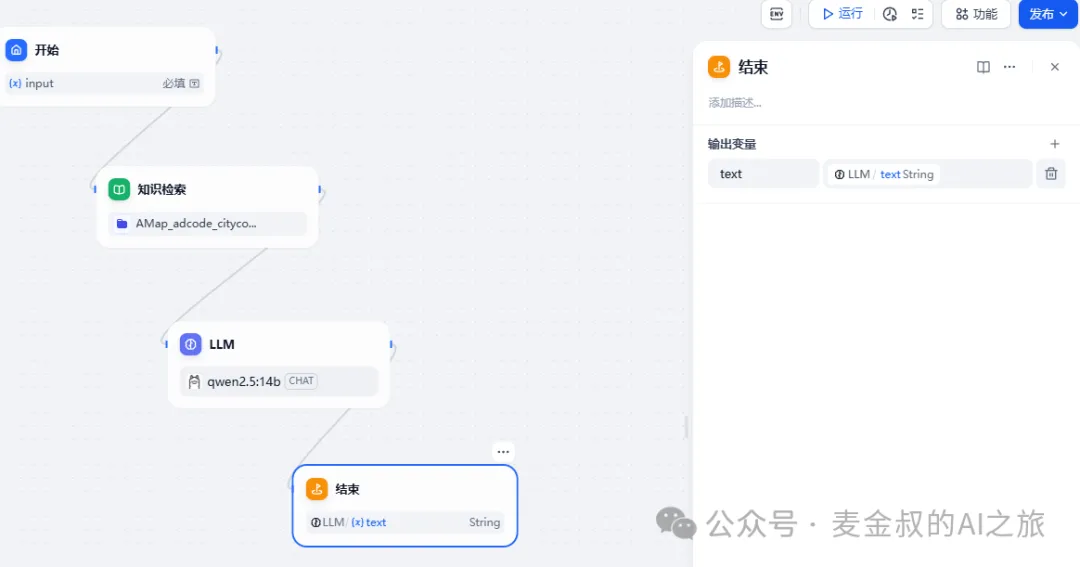 ENV 运行 功能 发布
开始
{x} input 必填
知识检索
AMap_adcode_cityco...
LLM
qwen2.5:14b CHAT
结束
LLM / {x} text String
结束
添加描述...
输出变量
text LLM / text String
公众号 · 麦金叔的AI之旅